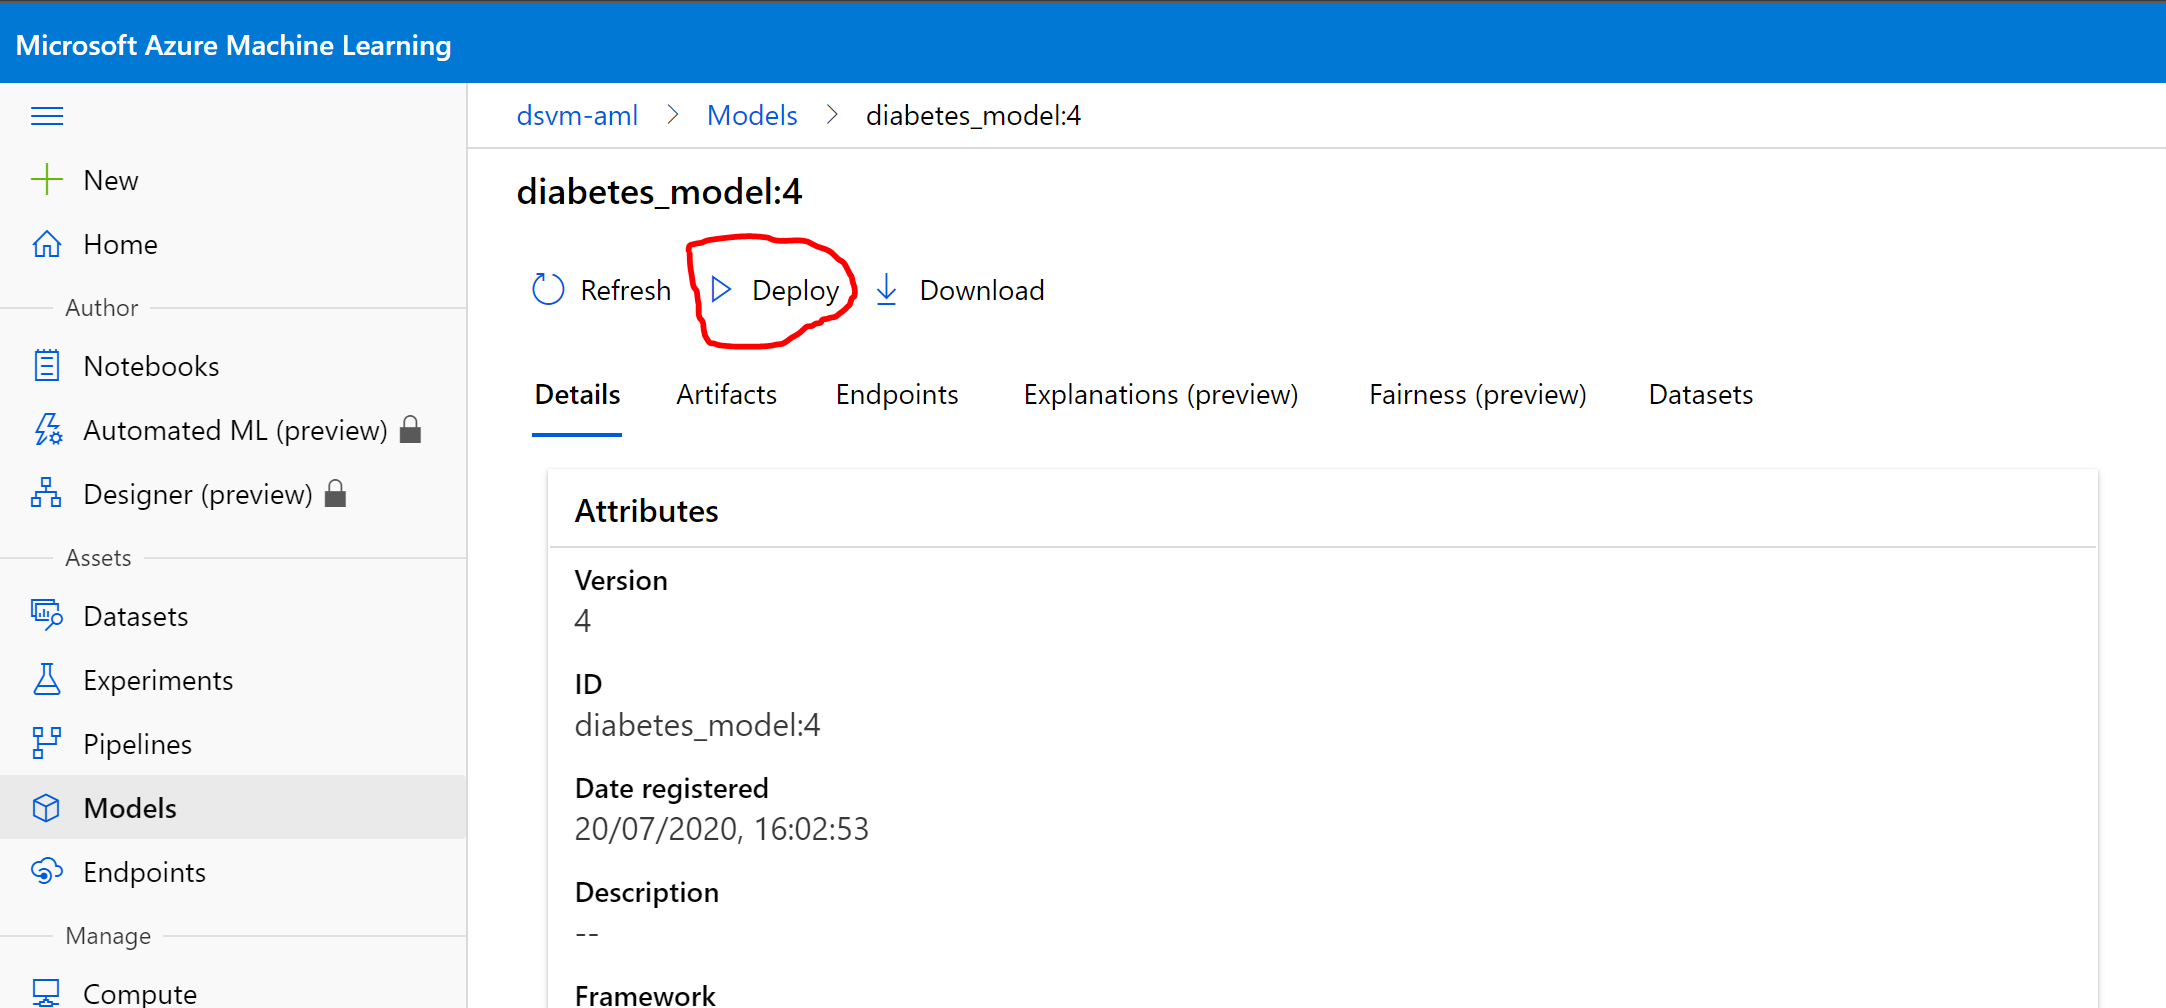 Microsoft Azure Machine Learning
New
Home
Author
Notebooks
Automated ML (preview)
Designer (preview)
Assets
Datasets
Experiments
Pipelines
Models
Endpoints
Manage
Compute
dsvm-aml > Models > diabetes_model:4
diabetes_model:4
Refresh Deploy Download
Details Artifacts Endpoints Explanations (preview) Fairness (preview) Datasets
Attributes
Version
4
ID
diabetes_model:4
Date registered
20/07/2020, 16:02:53
Description
--
Framework